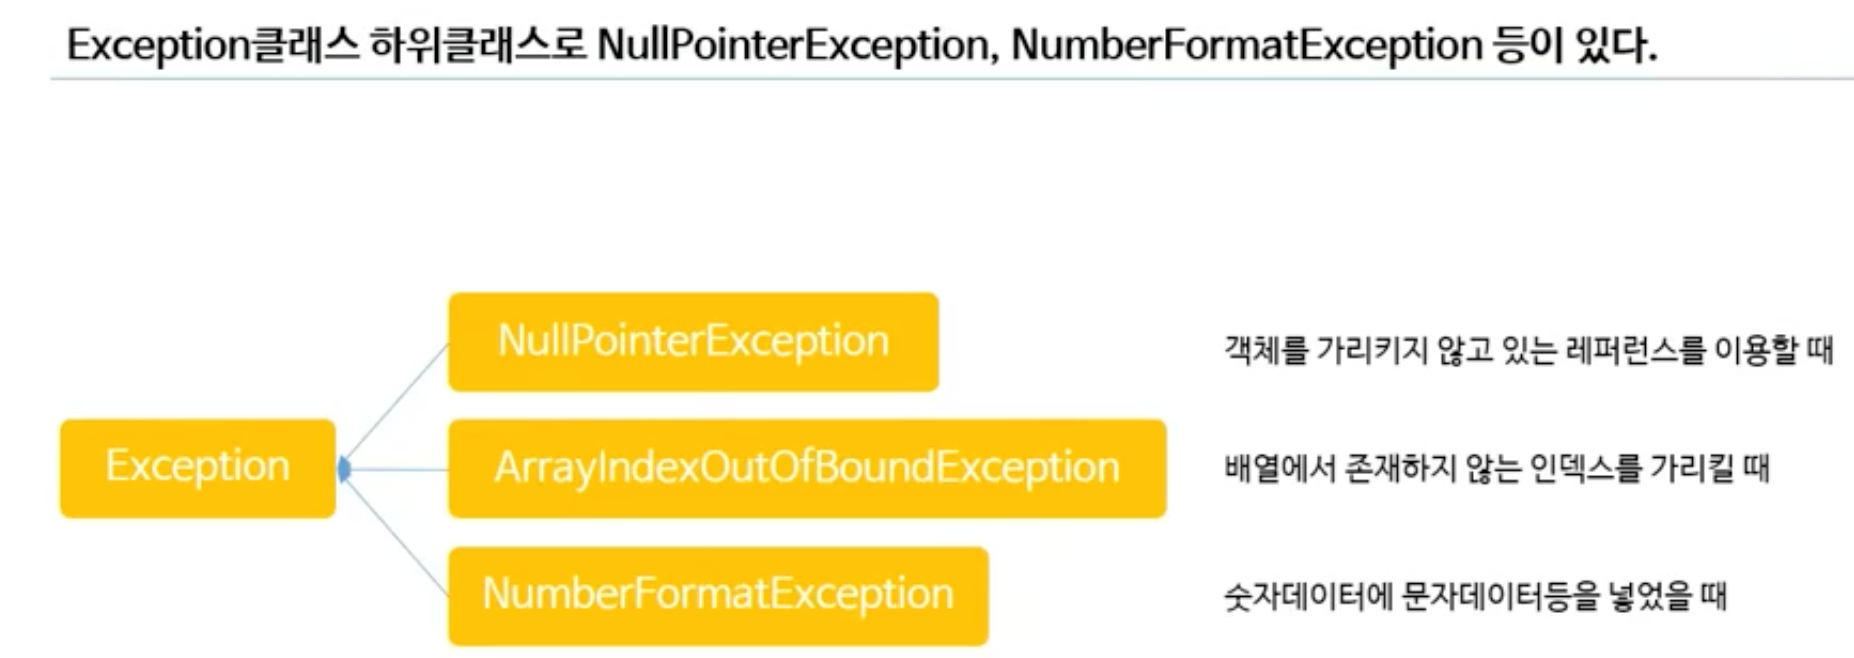 Exception클래스 하위클래스로 NullPointerException, NumberFormatException 등이 있다.
NullPointerException
객체를 가리키지 않고 있는 레퍼런스를 이용할 때
Exception
ArrayIndexOutOfBoundException
배열에서 존재하지 않는 인덱스를 가리킬 때
NumberFormatException
숫자데이터에 문자데이터등을 넣었을 때